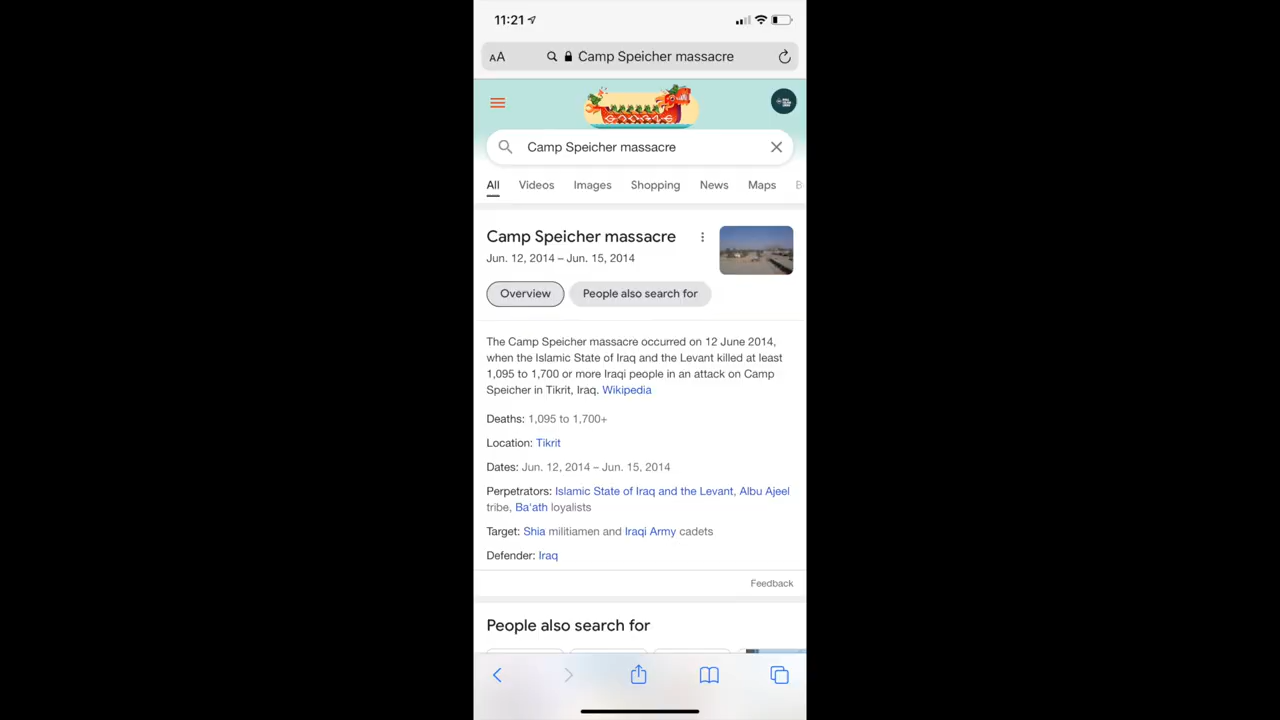 11:21
AA Camp Speicher massacre
GOOGLE
Camp Speicher massacre
All Videos Images Shopping News Maps B
Camp Speicher massacre
Jun. 12, 2014 – Jun. 15, 2014
Overview People also search for
The Camp Speicher massacre occurred on 12 June 2014,
when the Islamic State of Iraq and the Levant killed at least
1,095 to 1,700 or more Iraqi people in an attack on Camp
Speicher in Tikrit, Iraq. Wikipedia
Deaths: 1,095 to 1,700+
Location: Tikrit
Dates: Jun. 12, 2014 – Jun. 15, 2014
Perpetrators: Islamic State of Iraq and the Levant, Albu Ajeel
tribe, Ba'ath loyalists
Target: Shia militiamen and Iraqi Army cadets
Defender: Iraq
Feedback
People also search for